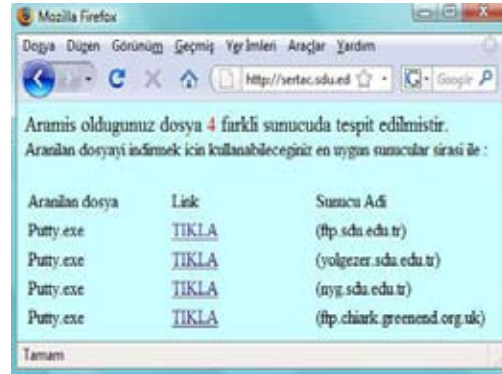 Mozilla Firefox
Dosya Düzen Görünüm Geçmiş Yer İmleri Araçlar Yardım
http://sertac.sdu.ed Google
Aramis oldugunuz dosya 4 farkli sunucuda tespit edilmistir.
Aranilan dosyayi indirmek icin kullanabileceginiz en uygun sunucular sirasi ile :
Aranilan dosya Link Sunucu Adi
Putty.exe TIKLA (ftp.sdu.edu.tr)
Putty.exe TIKLA (yolgezer.sdu.edu.tr)
Putty.exe TIKLA (nyg.sdu.edu.tr)
Putty.exe TIKLA (ftp.chiark.greenend.org.uk)
Tamam